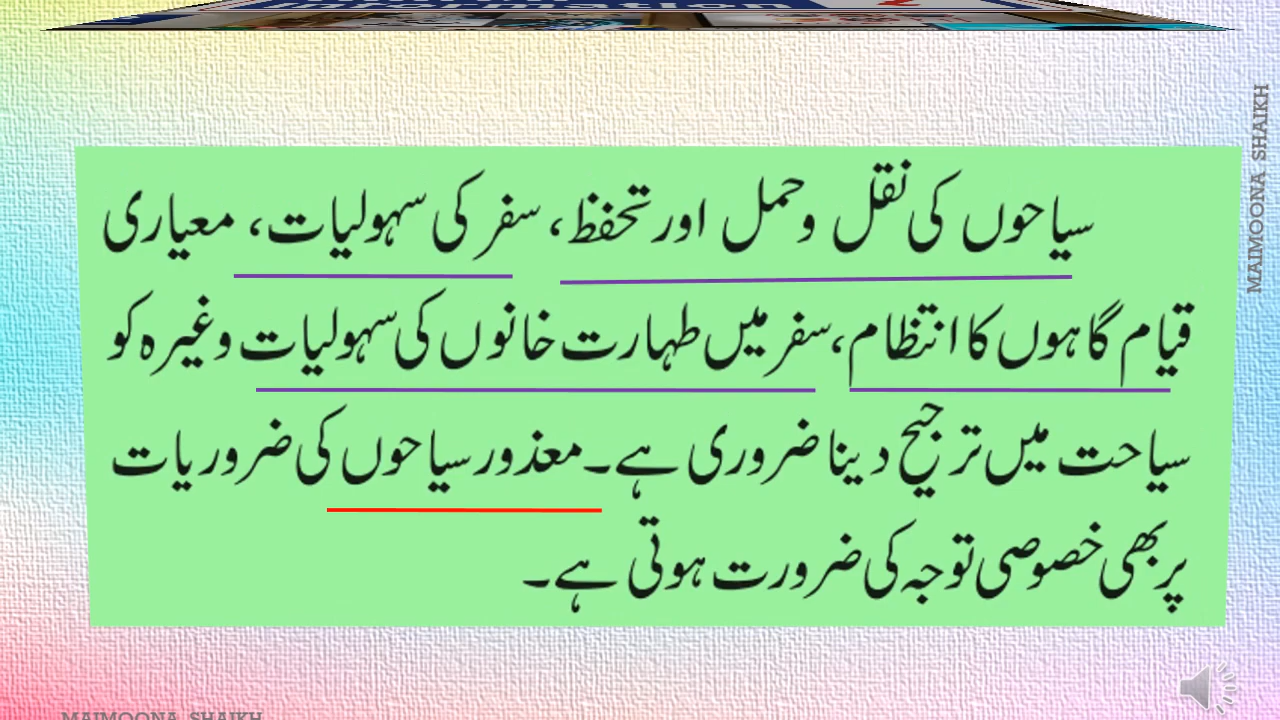 MAIMOONA SHAIKH
سیاحوں کی نقل وحمل اور تحفظ، سفر کی سہولیات، معیاری
قیام گاہوں کا انتظام، سفر میں طہارت خانوں کی سہولیات وغیرہ کو
سیاحت میں ترجیح دینا ضروری ہے۔ معذور سیاحوں کی ضروریات
پر بھی خصوصی توجہ کی ضرورت ہوتی ہے۔
MAIMOONA SHAIKH